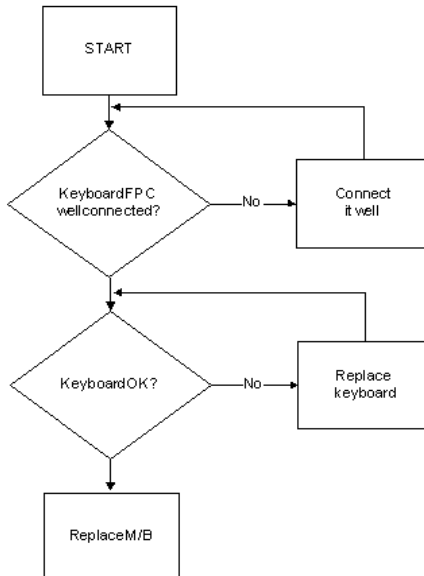 START
KeyboardFPC
wellconnected?
No
Connect
it well
KeyboardOK?
No
Replace
keyboard
ReplaceM/B